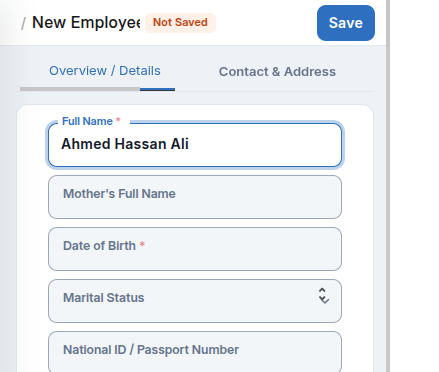 / New Employee Not Saved Save
Overview / Details Contact & Address
Full Name *
Ahmed Hassan Ali
Mother's Full Name
Date of Birth *
Marital Status
National ID / Passport Number